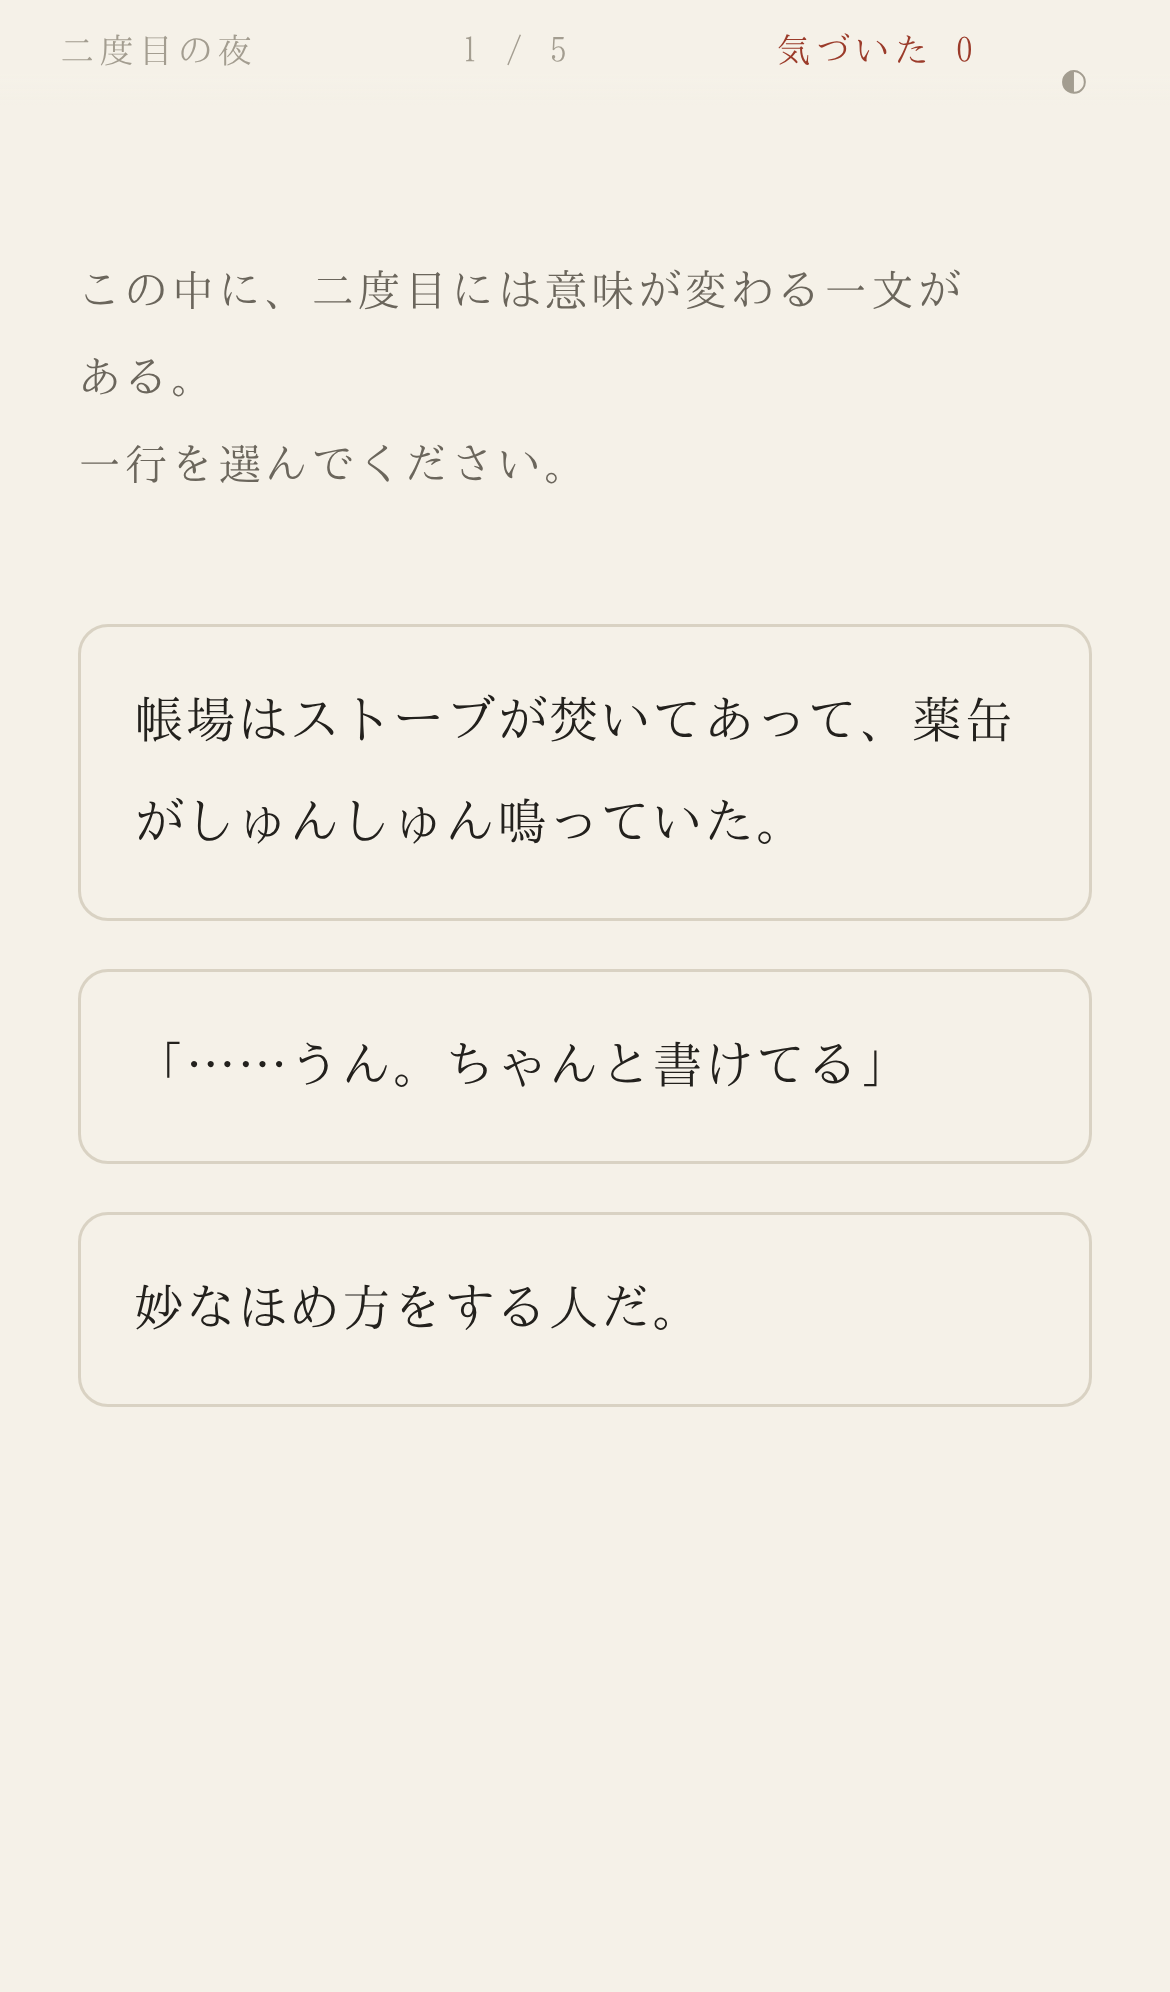 二度目の夜 1 / 5 気づいた 0
この中に、二度目には意味が変わる一文が
ある。
一行を選んでください。
帳場はストーブが焚いてあって、薬缶
がしゅんしゅん鳴っていた。
「……うん。ちゃんと書けてる」
妙なほめ方をする人だ。